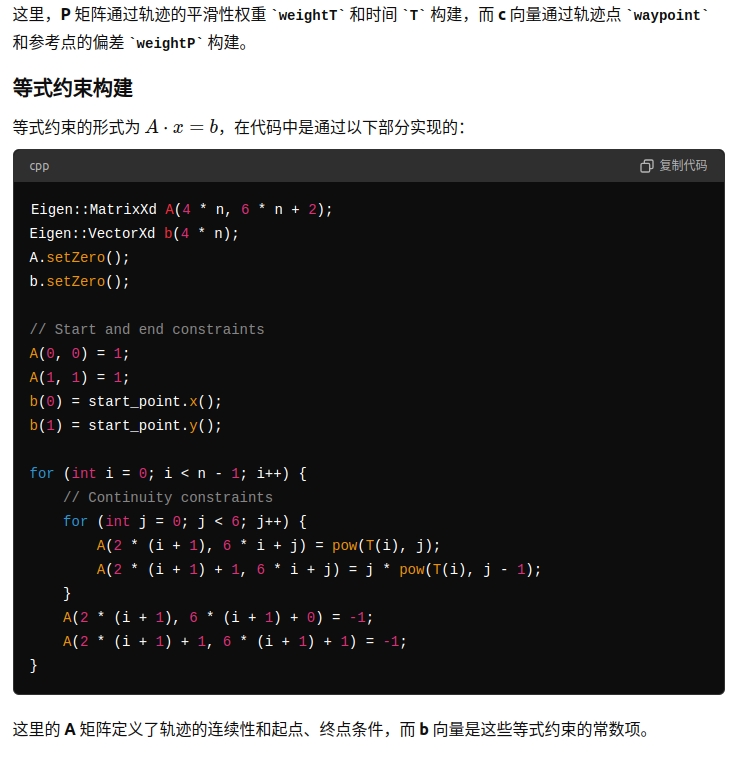 这里，P 矩阵通过轨迹的平滑性权重 `weightT` 和时间 `T` 构建，而 c 向量通过轨迹点 `waypoint`
和参考点的偏差 `weightP` 构建。
等式约束构建
等式约束的形式为 A · x = b，在代码中是通过以下部分实现的：
cpp 复制代码
Eigen::MatrixXd A(4 * n, 6 * n + 2);
Eigen::VectorXd b(4 * n);
A.setZero();
b.setZero();
// Start and end constraints
A(0, 0) = 1;
A(1, 1) = 1;
b(0) = start_point.x();
b(1) = start_point.y();
for (int i = 0; i < n - 1; i++) {
    // Continuity constraints
    for (int j = 0; j < 6; j++) {
        A(2 * (i + 1), 6 * i + j) = pow(T(i), j);
        A(2 * (i + 1) + 1, 6 * i + j) = j * pow(T(i), j - 1);
    }
    A(2 * (i + 1), 6 * (i + 1) + 0) = -1;
    A(2 * (i + 1) + 1, 6 * (i + 1) + 1) = -1;
}
这里的 A 矩阵定义了轨迹的连续性和起点、终点条件，而 b 向量是这些等式约束的常数项。